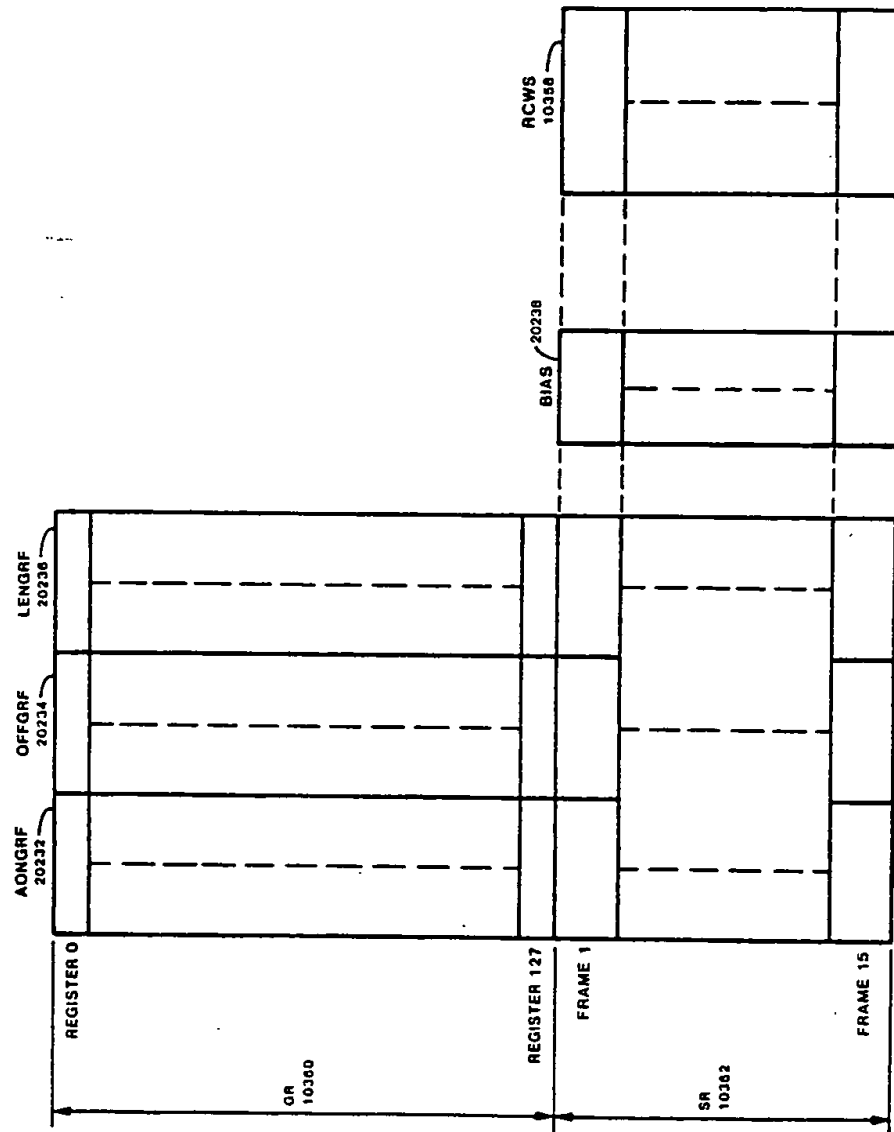 AONGRF
20232
OFFGRF
20234
LENGRF
20236
BIAS
20238
RCWS
10358
REGISTER 0
REGISTER 127
FRAME 1
FRAME 15
GR
10360
SR
10362